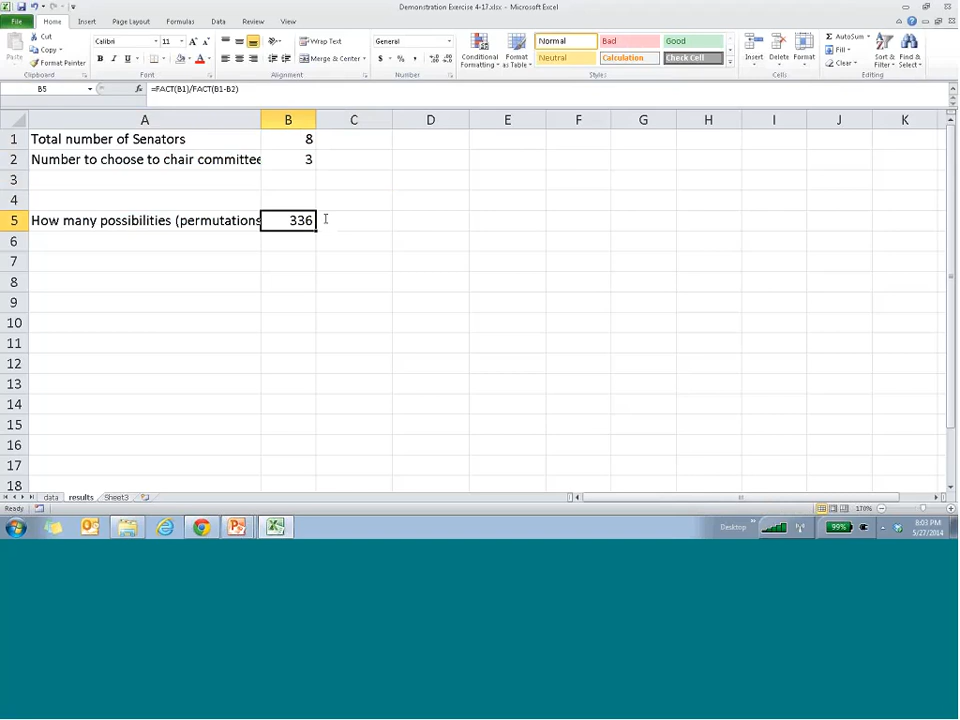 Demonstration Exercise 4-17.xlsx - Microsoft Excel
File Home Insert Page Layout Formulas Data Review View
Cut
Copy
Format Painter
Paste
Calibri 11
Wrap Text
Merge & Center
General
Conditional Formatting
Format as Table
Normal Bad Good
Neutral Calculation Check Cell
Insert Delete Format
AutoSum
Fill
Clear
Sort & Filter
Find & Select
Clipboard Font Alignment Number Styles Cells Editing
B5 fx =FACT(B1)/FACT(B1-B2)
A B C D E F G H I J K
1 Total number of Senators 8
2 Number to choose to chair committee 3
3
4
5 How many possibilities (permutations 336
6
7
8
9
10
11
12
13
14
15
16
17
18
data results Sheet3
Ready 170%
Desktop 99% 8:03 PM
5/27/2014